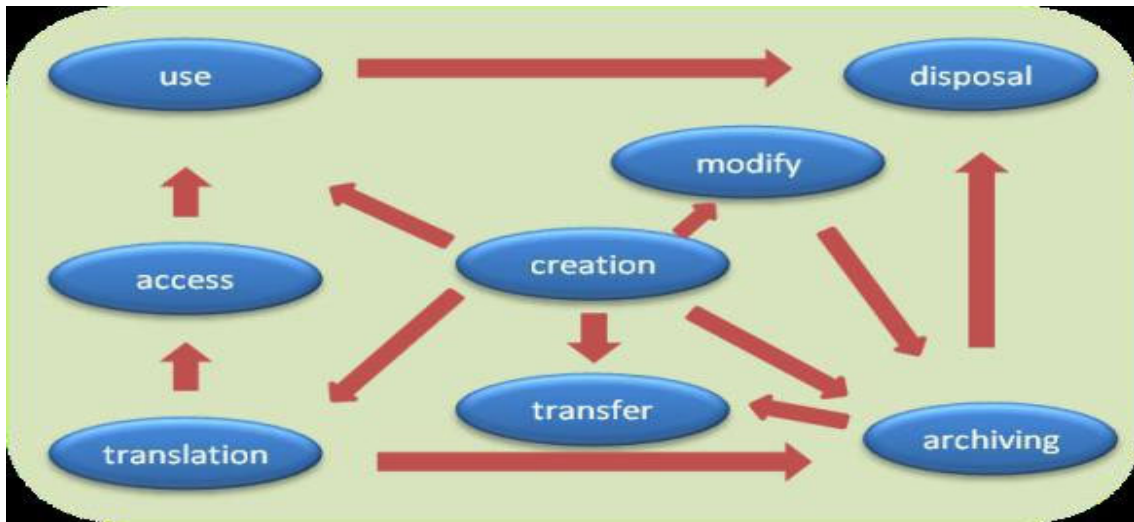 use
disposal
modify
creation
access
transfer
archiving
translation